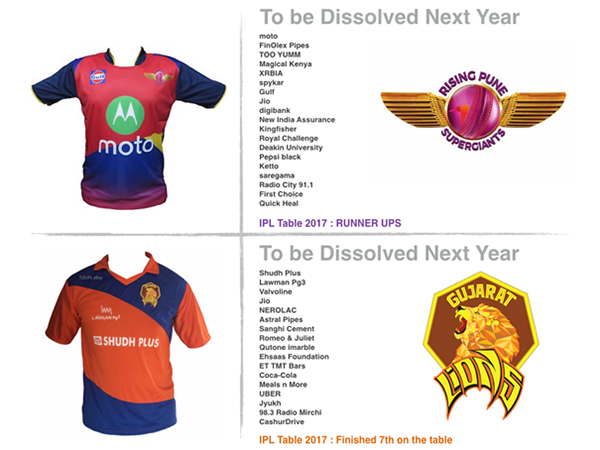 To be Dissolved Next Year
moto
FinOlex Pipes
TOO YUMM
Magical Kenya
XRBIA
spykar
Gulf
Jio
digibank
New India Assurance
Kingfisher
Royal Challenge
Deakin University
Pepsi black
Ketto
saregama
Radio City 91.1
First Choice
Quick Heal
IPL Table 2017 : RUNNER UPS
Gulf
moto
RISING PUNE
SUPERGIANTS
To be Dissolved Next Year
Shudh Plus
Lawman Pg3
Valvoline
Jio
NEROLAC
Astral Pipes
Sanghi Cement
Romeo & Juliet
Qutone imarble
Ehsaas Foundation
ET TMT Bars
Coca-Cola
Meals n More
UBER
Jyukh
98.3 Radio Mirchi
CashurDrive
IPL Table 2017 : Finished 7th on the table
LAWMAN Pg3
SHUDH PLUS
GUJARAT
LIONS